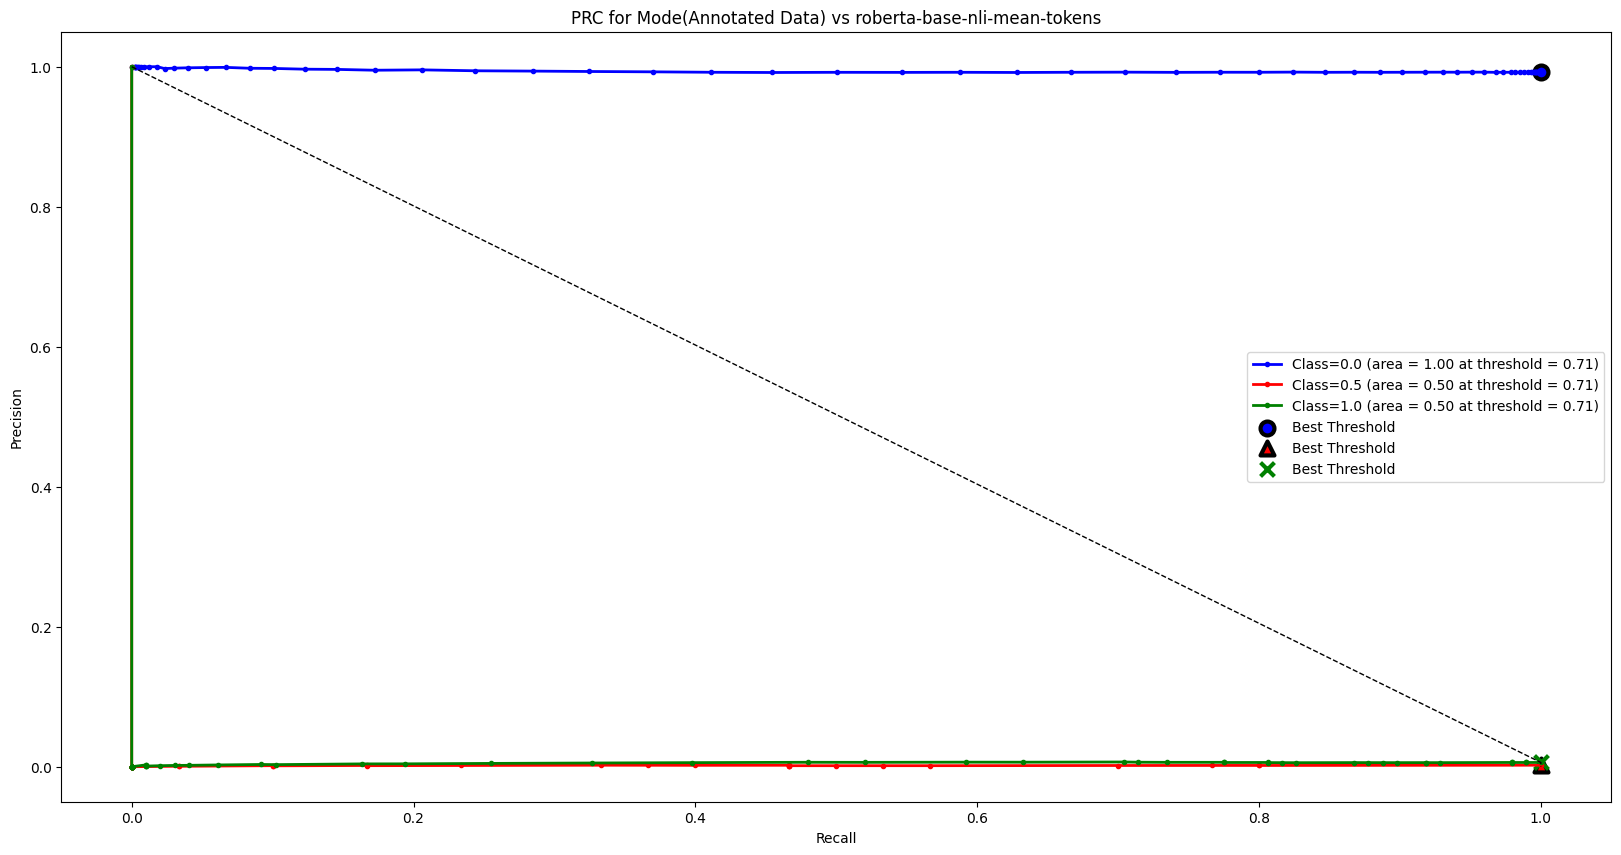 PRC for Mode(Annotated Data) vs roberta-base-nli-mean-tokens
1.0
0.8
0.6
0.4
0.2
0.0
Precision
Class=0.0 (area = 1.00 at threshold = 0.71)
Class=0.5 (area = 0.50 at threshold = 0.71)
Class=1.0 (area = 0.50 at threshold = 0.71)
Best Threshold
Best Threshold
Best Threshold
0.0 0.2 0.4 0.6 0.8 1.0
Recall